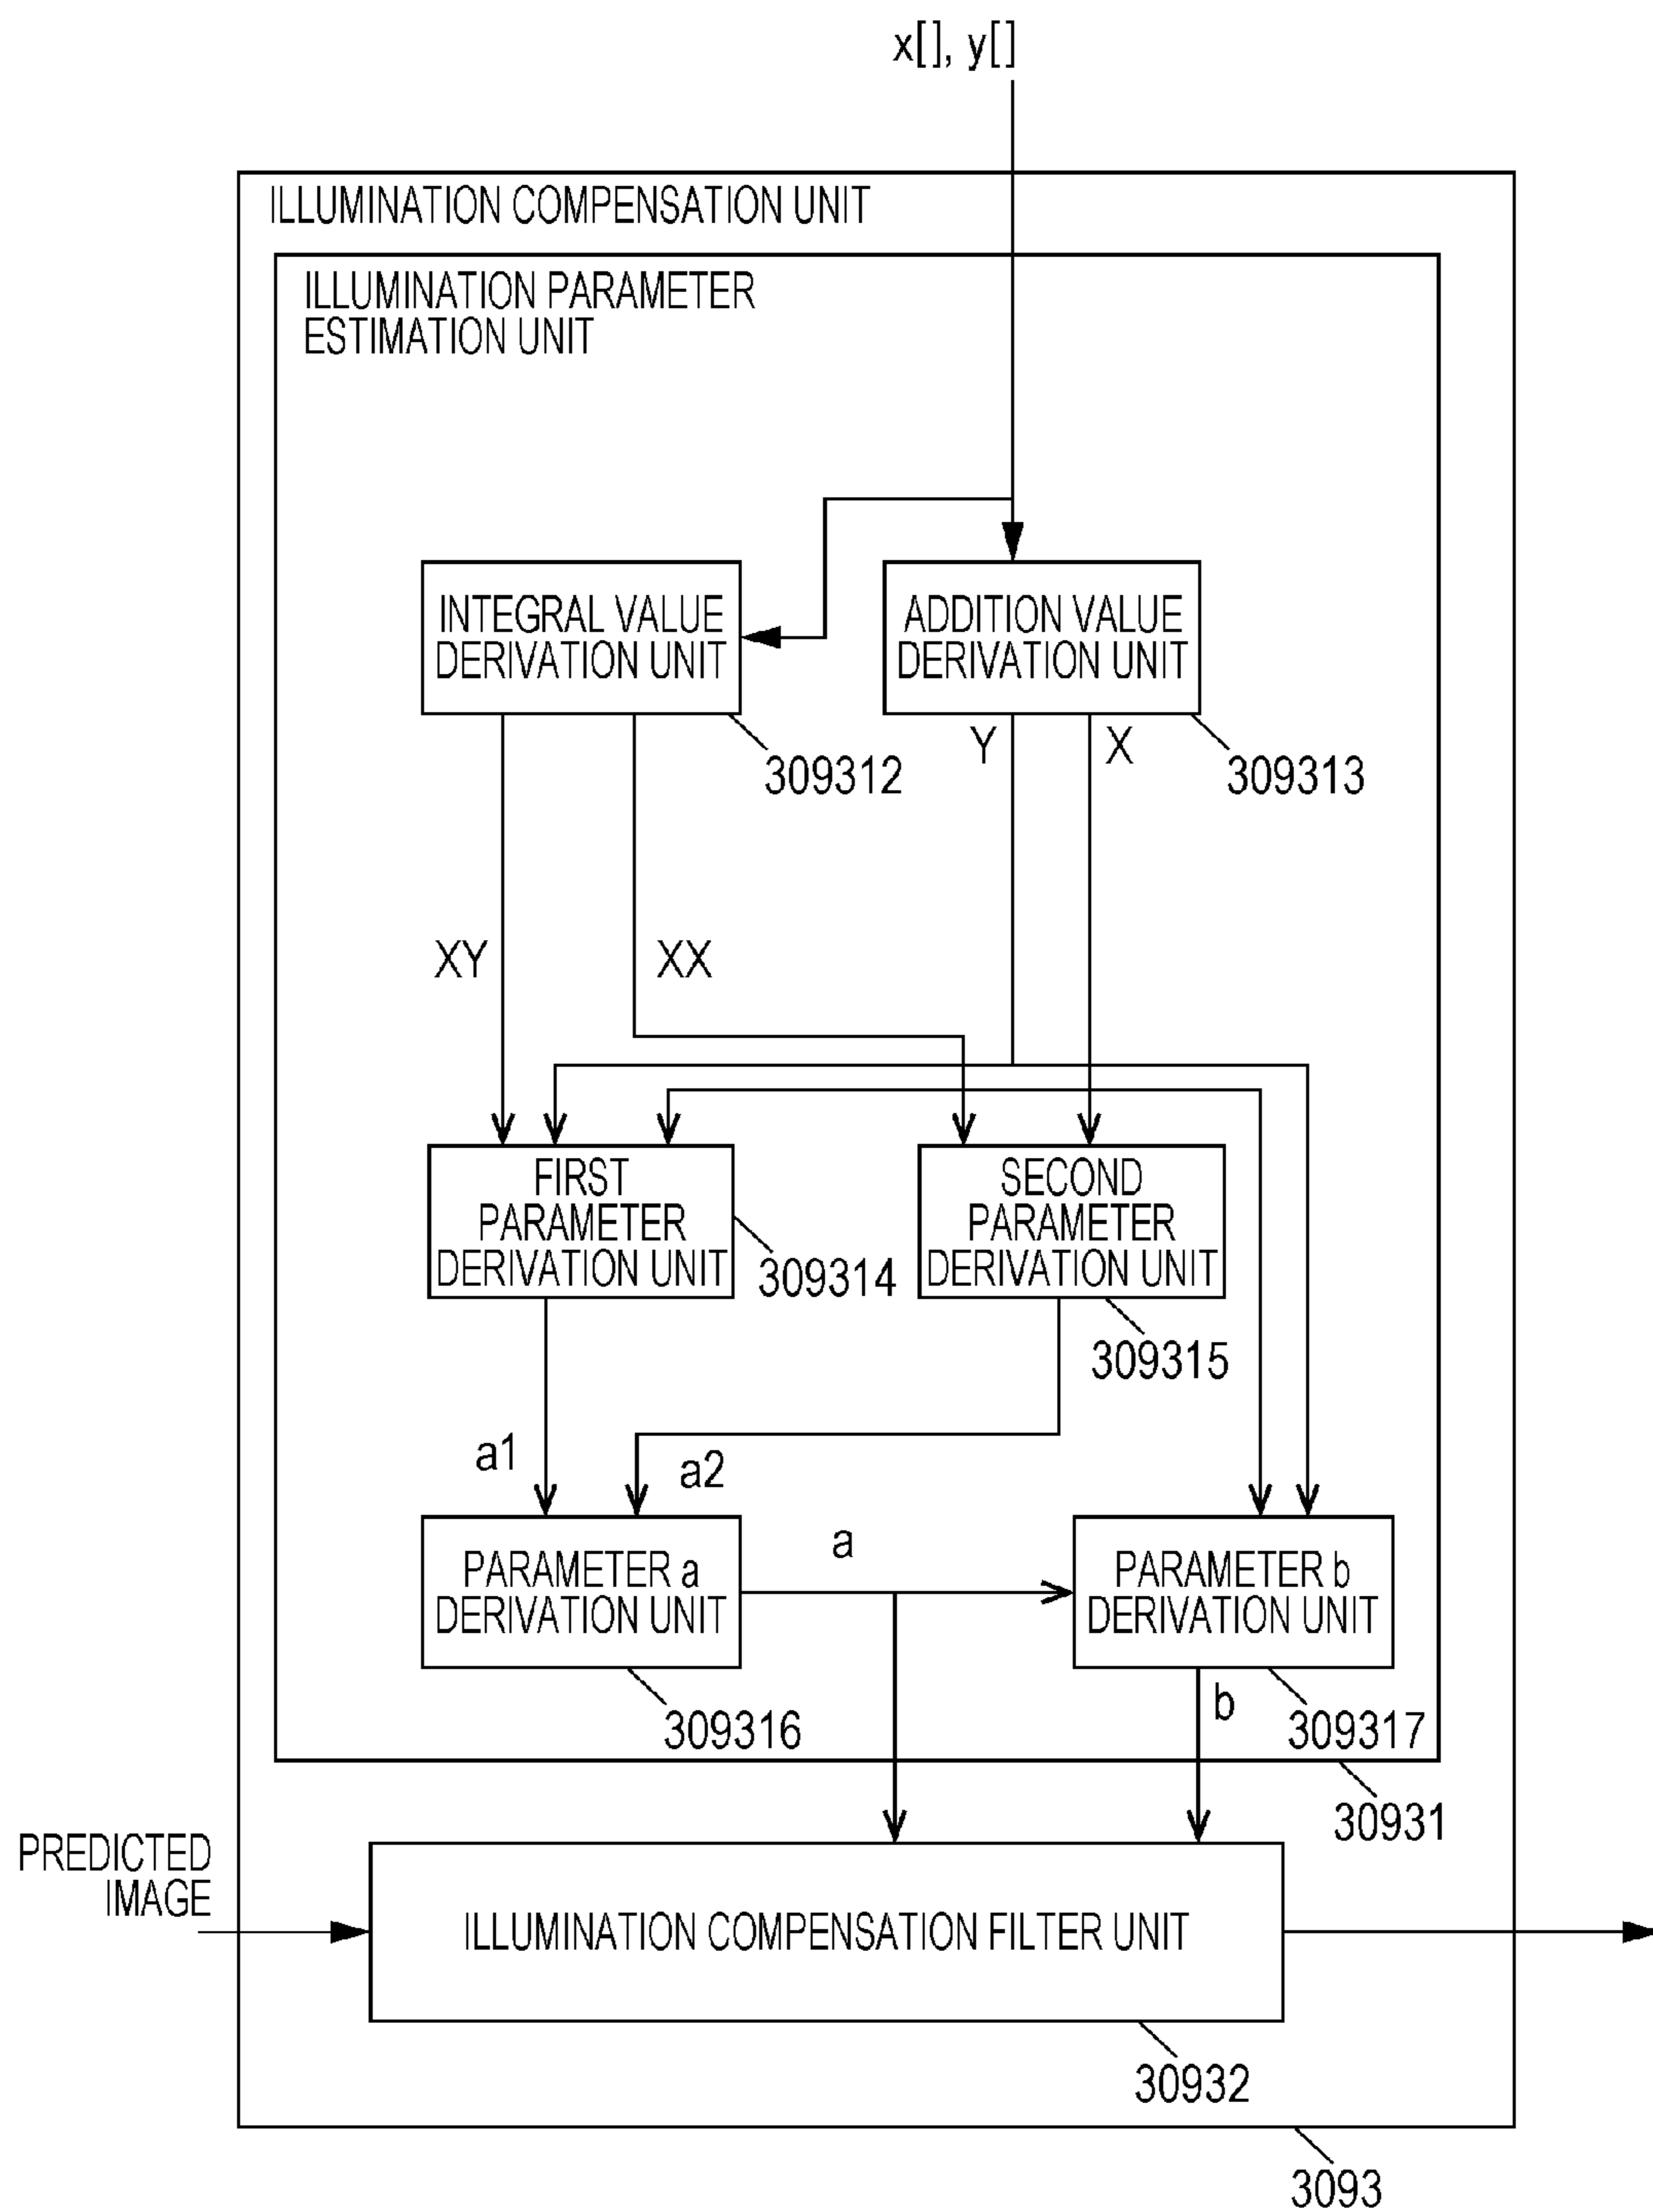 x[], y[]
ILLUMINATION COMPENSATION UNIT
ILLUMINATION PARAMETER
ESTIMATION UNIT
INTEGRAL VALUE
DERIVATION UNIT
309312
ADDITION VALUE
DERIVATION UNIT
309313
Y
X
XY
XX
FIRST
PARAMETER
DERIVATION UNIT
309314
SECOND
PARAMETER
DERIVATION UNIT
309315
a1
a2
PARAMETER a
DERIVATION UNIT
309316
a
PARAMETER b
DERIVATION UNIT
309317
b
30931
PREDICTED
IMAGE
ILLUMINATION COMPENSATION FILTER UNIT
30932
3093